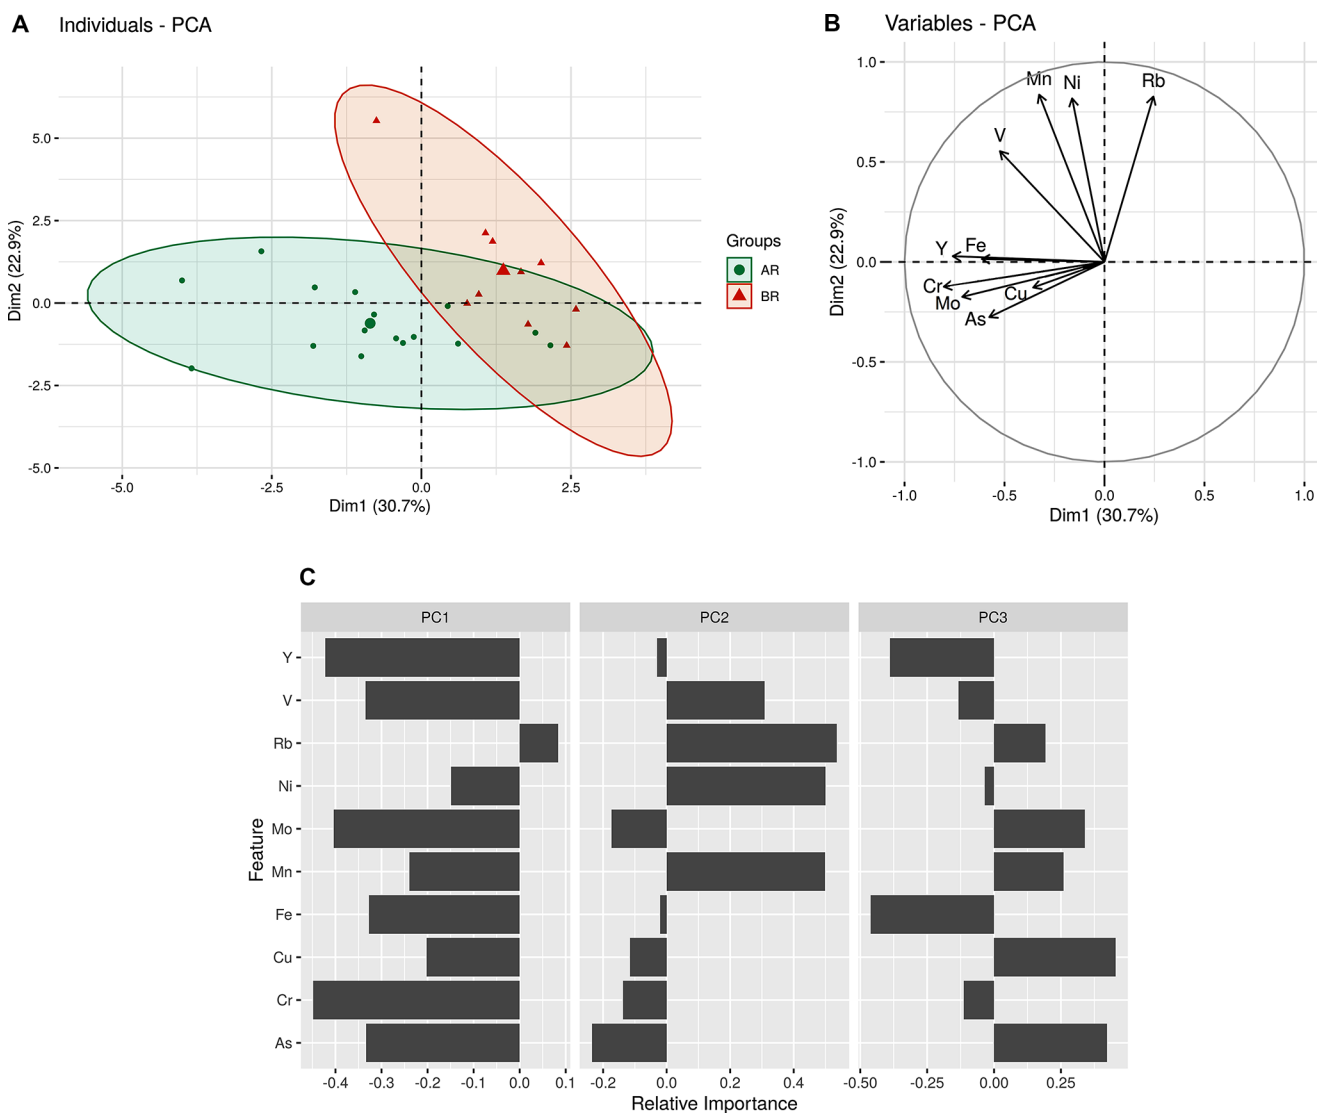 A Individuals - PCA
5.0
2.5
0.0
-2.5
-5.0
Dim2 (22.9%)
-5.0 -2.5 0.0 2.5
Dim1 (30.7%)
Groups
AR
BR
B Variables - PCA
1.0
0.5
0.0
-0.5
-1.0
Dim2 (22.9%)
Mn Ni Rb
V
Y Fe
Cr
Mo Cu
As
-1.0 -0.5 0.0 0.5 1.0
Dim1 (30.7%)
C
PC1 PC2 PC3
Feature
Y
V
Rb
Ni
Mo
Mn
Fe
Cu
Cr
As
-0.4 -0.3 -0.2 -0.1 0.0 0.1 -0.2 0.0 0.2 0.4 -0.50 -0.25 0.00 0.25
Relative Importance